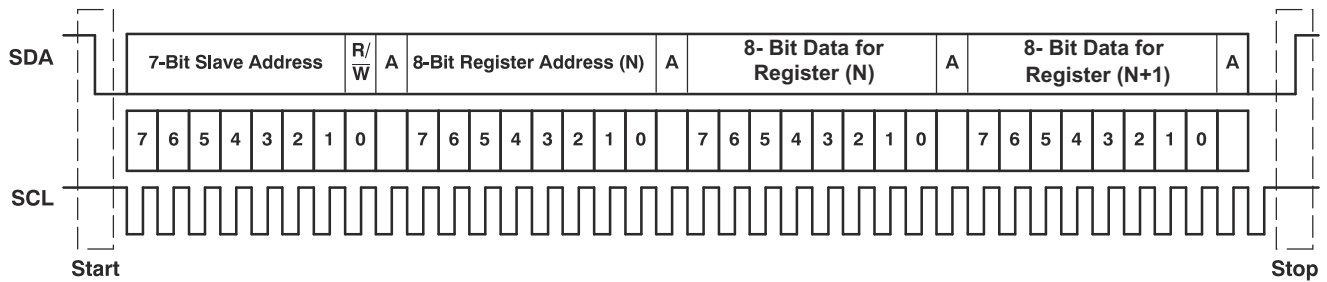 SDA
7-Bit Slave Address
R/
W
A
8-Bit Register Address (N)
A
8- Bit Data for
Register (N)
A
8- Bit Data for
Register (N+1)
A
7 6 5 4 3 2 1 0 7 6 5 4 3 2 1 0 7 6 5 4 3 2 1 0 7 6 5 4 3 2 1 0
SCL
Start
Stop